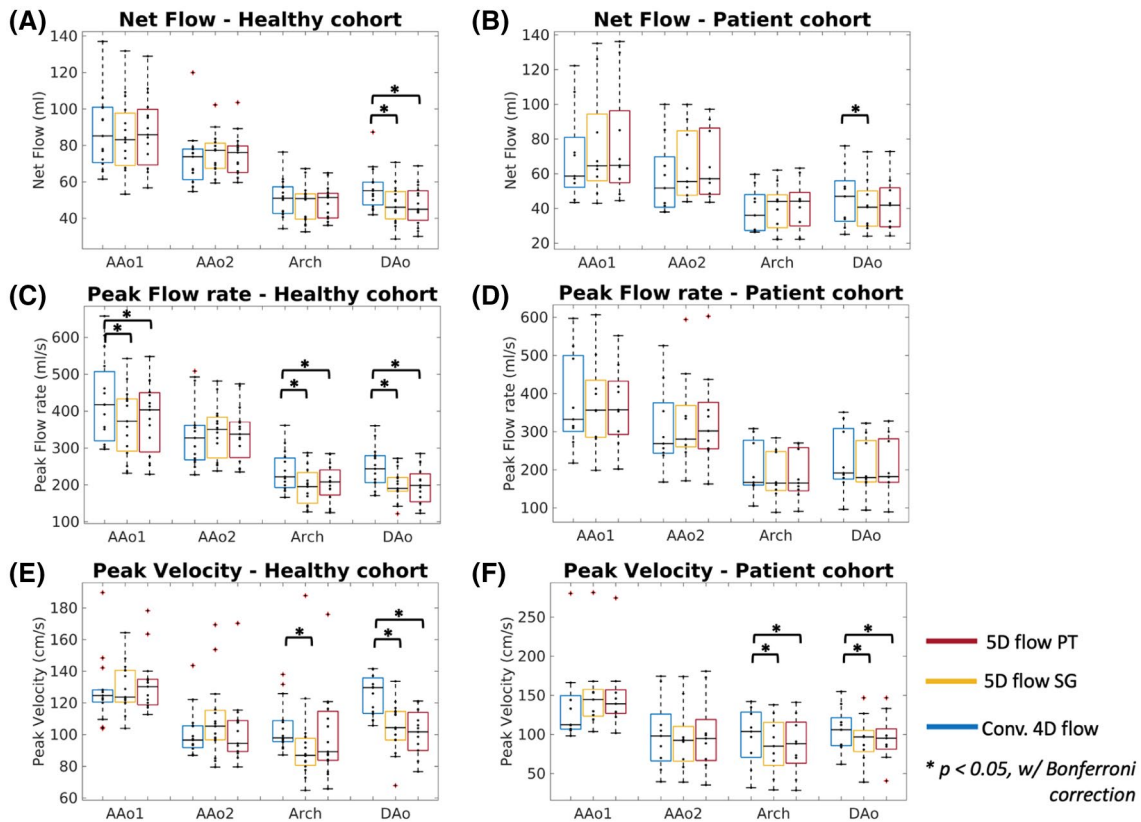 (A) Net Flow - Healthy cohort
Net Flow (ml)
140
120
100
80
60
40
*
*
AAo1 AAo2 Arch DAo
(B) Net Flow - Patient cohort
Net Flow (ml)
140
120
100
80
60
40
20
*
AAo1 AAo2 Arch DAo
(C) Peak Flow rate - Healthy cohort
Peak Flow rate (ml/s)
600
500
400
300
200
100
*
*
*
*
*
*
AAo1 AAo2 Arch DAo
(D) Peak Flow rate - Patient cohort
Peak Flow rate (ml/s)
600
500
400
300
200
100
AAo1 AAo2 Arch DAo
(E) Peak Velocity - Healthy cohort
Peak Velocity (cm/s)
180
160
140
120
100
80
60
*
*
*
AAo1 AAo2 Arch DAo
(F) Peak Velocity - Patient cohort
Peak Velocity (cm/s)
250
200
150
100
50
*
*
*
*
AAo1 AAo2 Arch DAo
5D flow PT
5D flow SG
Conv. 4D flow
* p < 0.05, w/ Bonferroni
correction